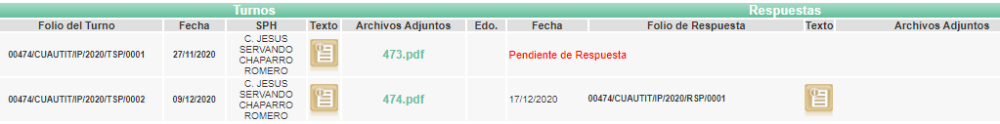 Turnos Respuestas
Folio del Turno Fecha SPH Texto Archivos Adjuntos Edo. Fecha Folio de Respuesta Texto Archivos Adjuntos
00474/CUAUTIT/IP/2020/TSP/0001 27/11/2020 C. JESUS SERVANDO CHAPARRO ROMERO 473.pdf Pendiente de Respuesta
00474/CUAUTIT/IP/2020/TSP/0002 09/12/2020 C. JESUS SERVANDO CHAPARRO ROMERO 474.pdf 17/12/2020 00474/CUAUTIT/IP/2020/RSP/0001